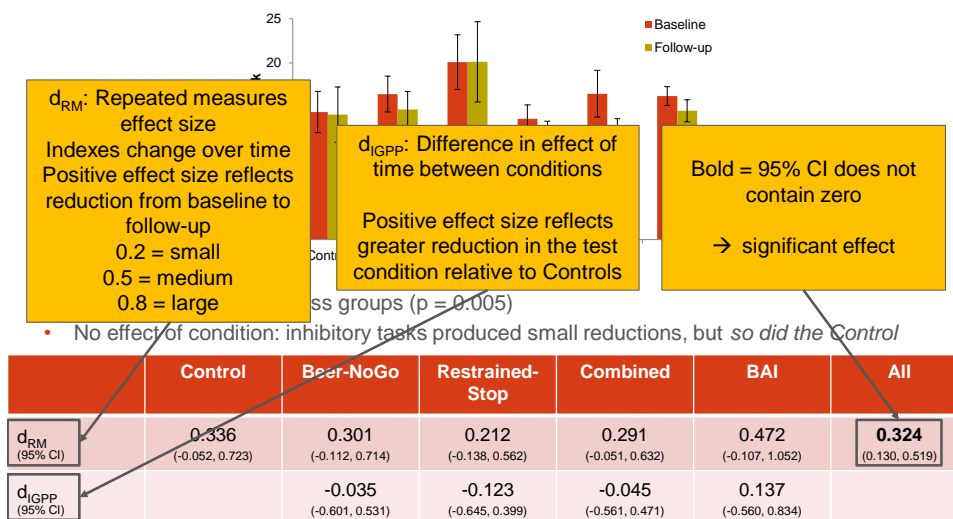 25
20
Baseline
Follow-up
k
d_RM: Repeated measures
effect size
Indexes change over time
Positive effect size reflects
reduction from baseline to
follow-up
0.2 = small
0.5 = medium
0.8 = large
d_IGPP: Difference in effect of
time between conditions
Positive effect size reflects
greater reduction in the test
condition relative to Controls
Bold = 95% CI does not
contain zero
→ significant effect
ss groups (p = 0.005)
• No effect of condition: inhibitory tasks produced small reductions, but so did the Control
Control Beer-NoGo Restrained-Stop Combined BAI All
d_RM 0.336 0.301 0.212 0.291 0.472 0.324
(95% CI) (-0.052, 0.723) (-0.112, 0.714) (-0.138, 0.562) (-0.051, 0.632) (-0.107, 1.052) (0.130, 0.519)
d_IGPP -0.035 -0.123 -0.045 0.137
(95% CI) (-0.601, 0.531) (-0.645, 0.399) (-0.561, 0.471) (-0.560, 0.834)